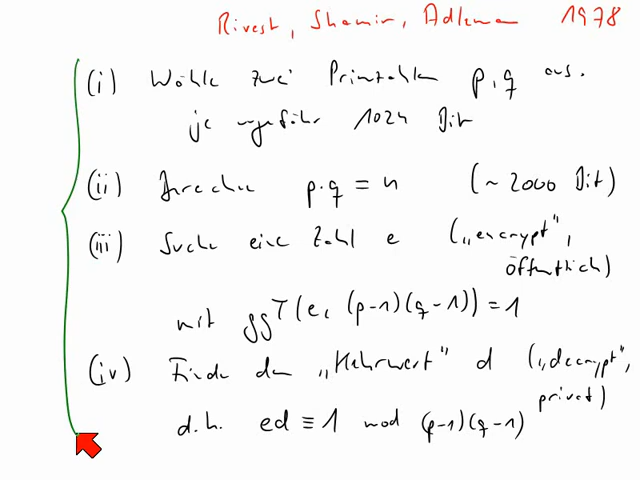 Rivest, Shamir, Adleman 1978
(i) Wähle zwei Primzahlen p, q aus.
je ungefähr 1024 Bit
(ii) Berechne p·q = n (~ 2000 Bit)
(iii) Suche eine Zahl e („encrypt",
öffentlich)
mit ggT(e, (p-1)(q-1)) = 1
(iv) Finde den „Kehrwert" d („decrypt",
privat)
d.h. ed ≡ 1 mod (p-1)(q-1)